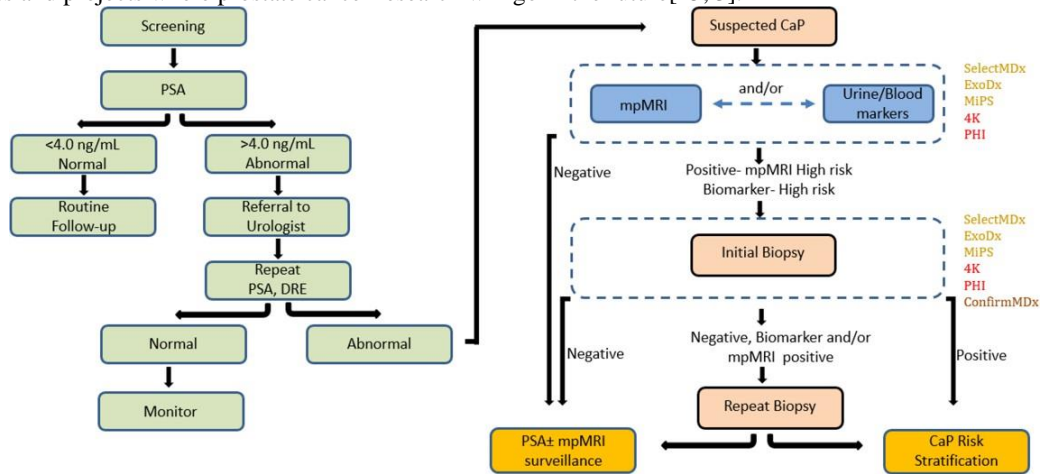 Screening
PSA
<4.0 ng/mL
Normal
>4.0 ng/mL
Abnormal
Routine
Follow-up
Referral to
Urologist
Repeat
PSA, DRE
Normal
Abnormal
Monitor
Suspected CaP
mpMRI
and/or
Urine/Blood
markers
SelectMDx
ExoDx
MiPS
4K
PHI
Negative
Positive- mpMRI High risk
Biomarker- High risk
Initial Biopsy
SelectMDx
ExoDx
MiPS
4K
PHI
ConfirmMDx
Negative
Negative, Biomarker and/or
mpMRI positive
Positive
Repeat Biopsy
PSA± mpMRI
surveillance
CaP Risk
Stratification